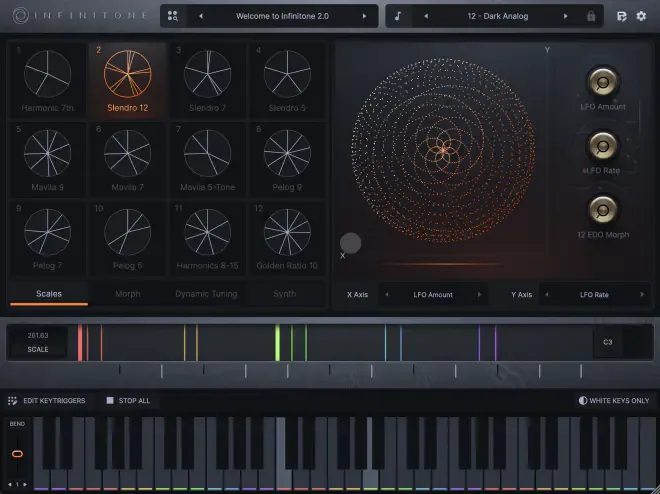 INFINITONE
Welcome to Infinitone 2.0
12 - Dark Analog
1
Harmonic 7th
2
Slendro 12
3
Slendro 7
4
Slendro 5
5
Mavila 9
6
Mavila 7
7
Mavila 5-Tone
8
Pelog 9
9
Pelog 7
10
Pelog 5
11
Harmonics 8-15
12
Golden Ratio 10
Scales
Morph
Dynamic Tuning
Synth
Y
X
LFO Amount
LFO Rate
12 EDO Morph
X Axis
LFO Amount
Y Axis
LFO Rate
261.63
SCALE
C3
EDIT KEYTRIGGERS
STOP ALL
WHITE KEYS ONLY
BEND
1